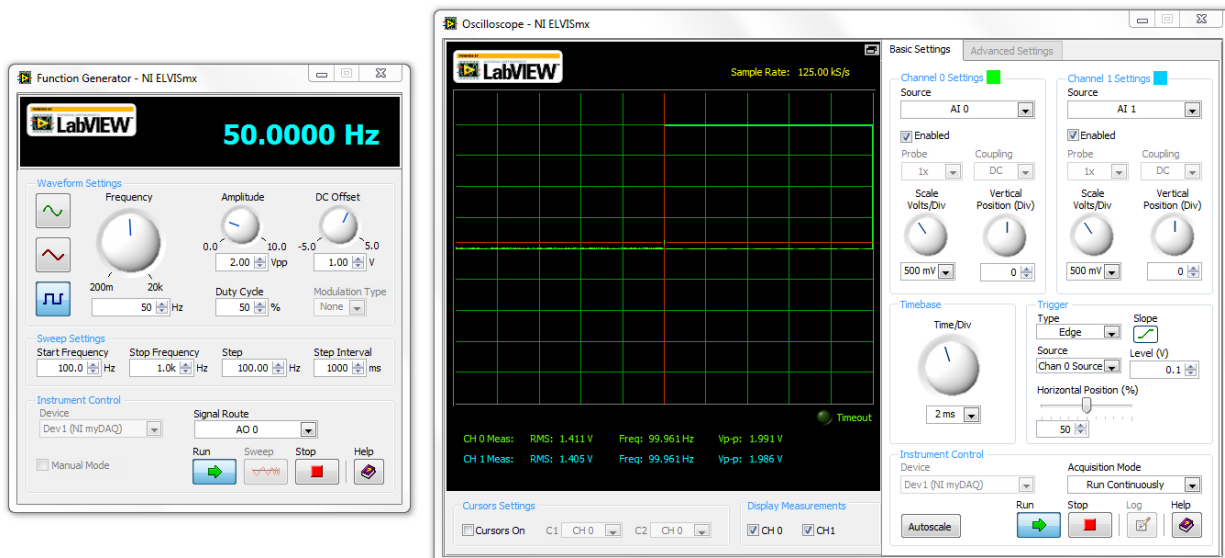 Function Generator - NI ELVISmx
POWERED BY
NATIONAL INSTRUMENTS
LabVIEW
50.0000 Hz
Waveform Settings
Frequency
200m 20k
50 Hz
Amplitude
0.0 10.0
2.00 Vpp
DC Offset
-5.0 5.0
1.00 V
Duty Cycle
50 %
Modulation Type
None
Sweep Settings
Start Frequency Stop Frequency Step Step Interval
100.0 Hz 1.0k Hz 100.00 Hz 1000 ms
Instrument Control
Device Signal Route
Dev1 (NI myDAQ) AO 0
Manual Mode
Run Sweep Stop Help
Oscilloscope - NI ELVISmx
POWERED BY
NATIONAL INSTRUMENTS
LabVIEW
Sample Rate: 125.00 kS/s
Timeout
CH 0 Meas: RMS: 1.411 V Freq: 99.961 Hz Vp-p: 1.991 V
CH 1 Meas: RMS: 1.405 V Freq: 99.961 Hz Vp-p: 1.986 V
Cursors Settings
Cursors On C1 CH 0 C2 CH 0
Display Measurements
CH 0 CH1
Basic Settings Advanced Settings
Channel 0 Settings
Source
AI 0
Enabled
Probe Coupling
1x DC
Scale Vertical
Volts/Div Position (Div)
500 mV 0
Channel 1 Settings
Source
AI 1
Enabled
Probe Coupling
1x DC
Scale Vertical
Volts/Div Position (Div)
500 mV 0
Timebase
Time/Div
2 ms
Trigger
Type Slope
Edge
Source Level (V)
Chan 0 Source 0.1
Horizontal Position (%)
50
Instrument Control
Device Acquisition Mode
Dev1 (NI myDAQ) Run Continuously
Run Stop Log Help
Autoscale